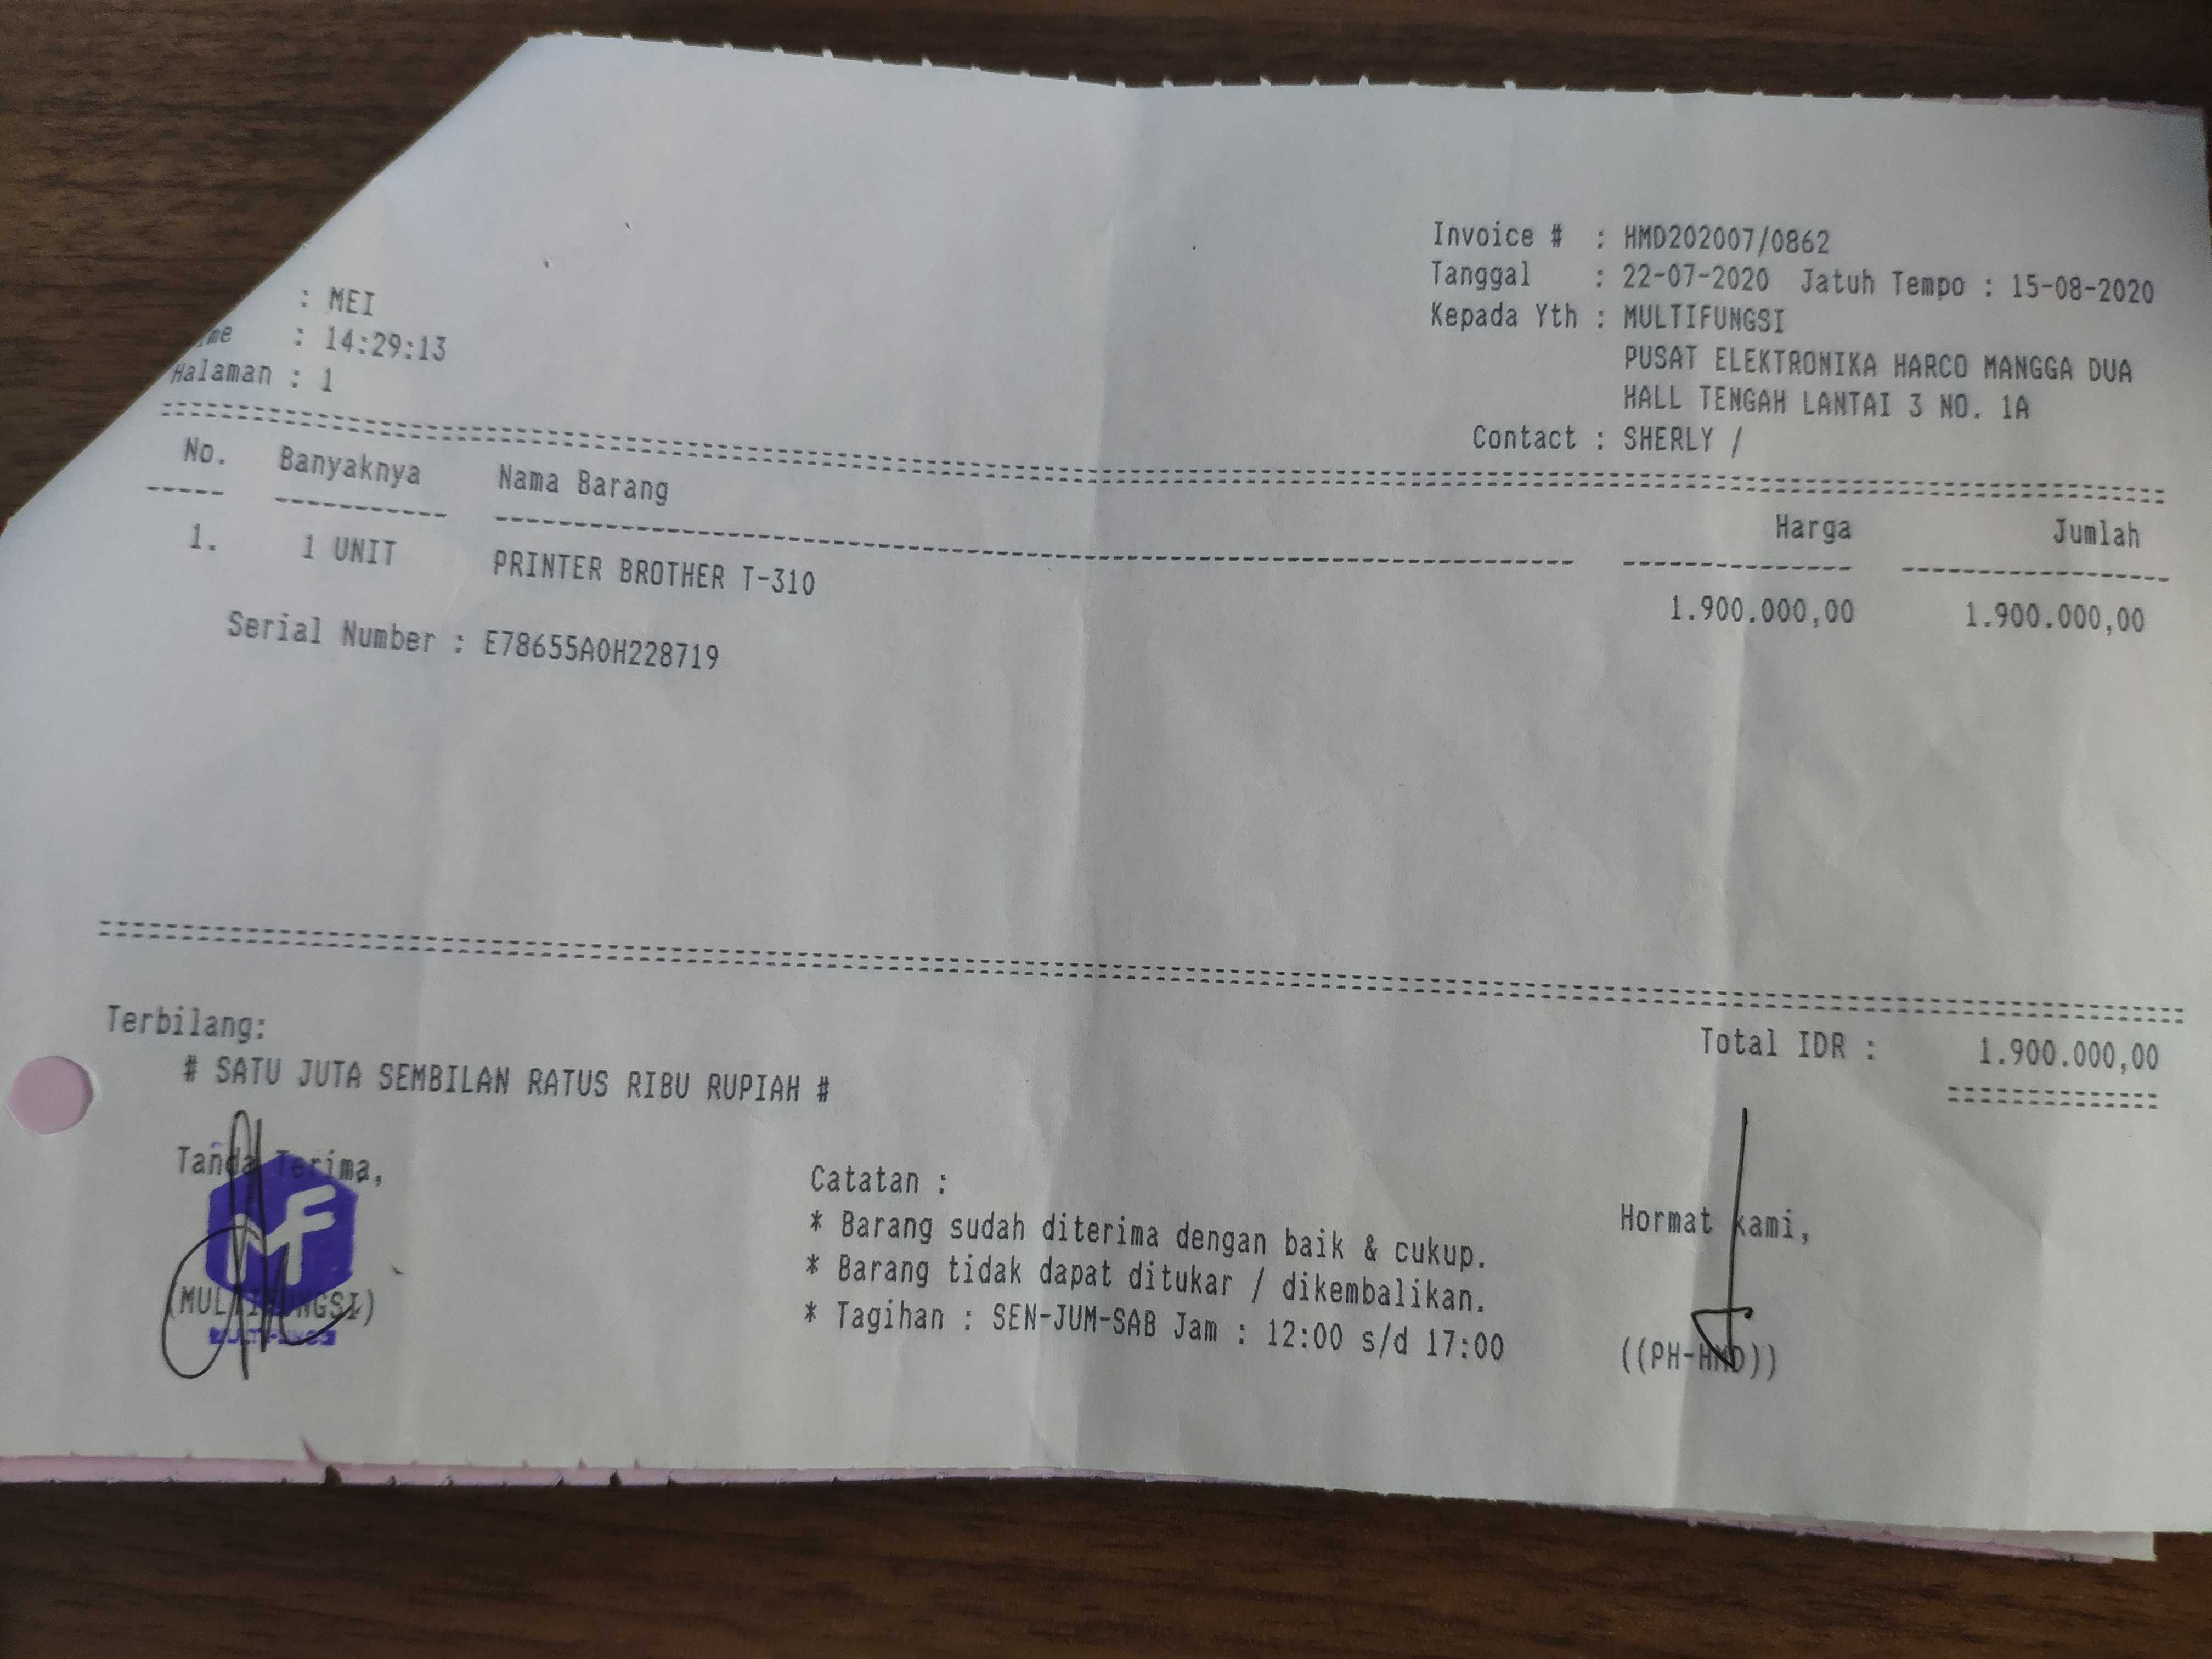 Invoice # : HMD202007/0862
Tanggal : 22-07-2020 Jatuh Tempo : 15-08-2020
Kepada Yth : MULTIFUNGSI
PUSAT ELEKTRONIKA HARCO MANGGA DUA
HALL TENGAH LANTAI 3 NO. 1A
Contact : SHERLY /
: MEI
: 14:29:13
Halaman : 1
No. Banyaknya Nama Barang Harga Jumlah
1. 1 UNIT PRINTER BROTHER T-310 1.900.000,00 1.900.000,00
Serial Number : E78655A0H228719
Terbilang: Total IDR : 1.900.000,00
# SATU JUTA SEMBILAN RATUS RIBU RUPIAH #
Tanda Terima,
MF
(MULTIFUNGSI)
Catatan :
* Barang sudah diterima dengan baik & cukup.
* Barang tidak dapat ditukar / dikembalikan.
* Tagihan : SEN-JUM-SAB Jam : 12:00 s/d 17:00
Hormat kami,
((PH-HMD))